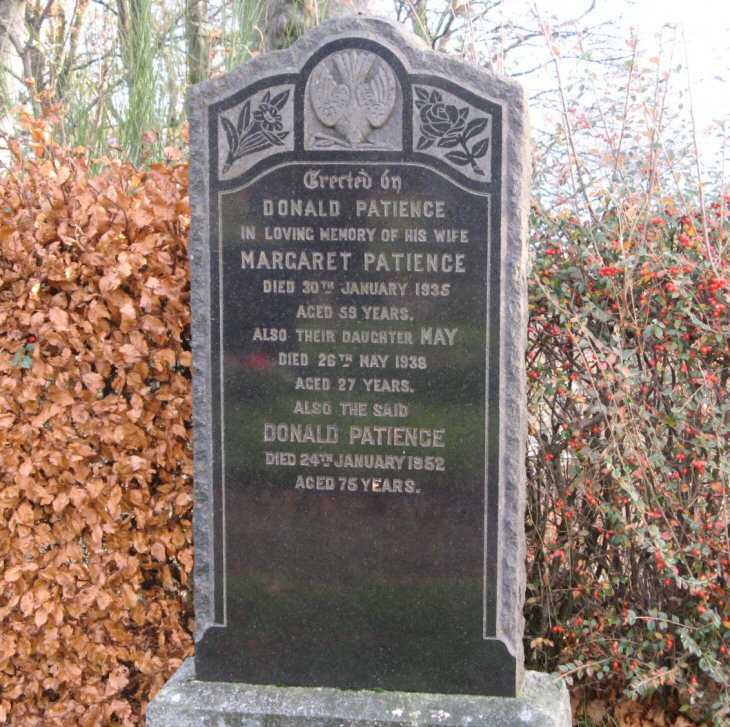 Erected by
DONALD PATIENCE
IN LOVING MEMORY OF HIS WIFE
MARGARET PATIENCE
DIED 30TH JANUARY 1935
AGED 59 YEARS.
ALSO THEIR DAUGHTER MAY
DIED 26TH MAY 1938
AGED 27 YEARS.
ALSO THE SAID
DONALD PATIENCE
DIED 24TH JANUARY 1952
AGED 75 YEARS.